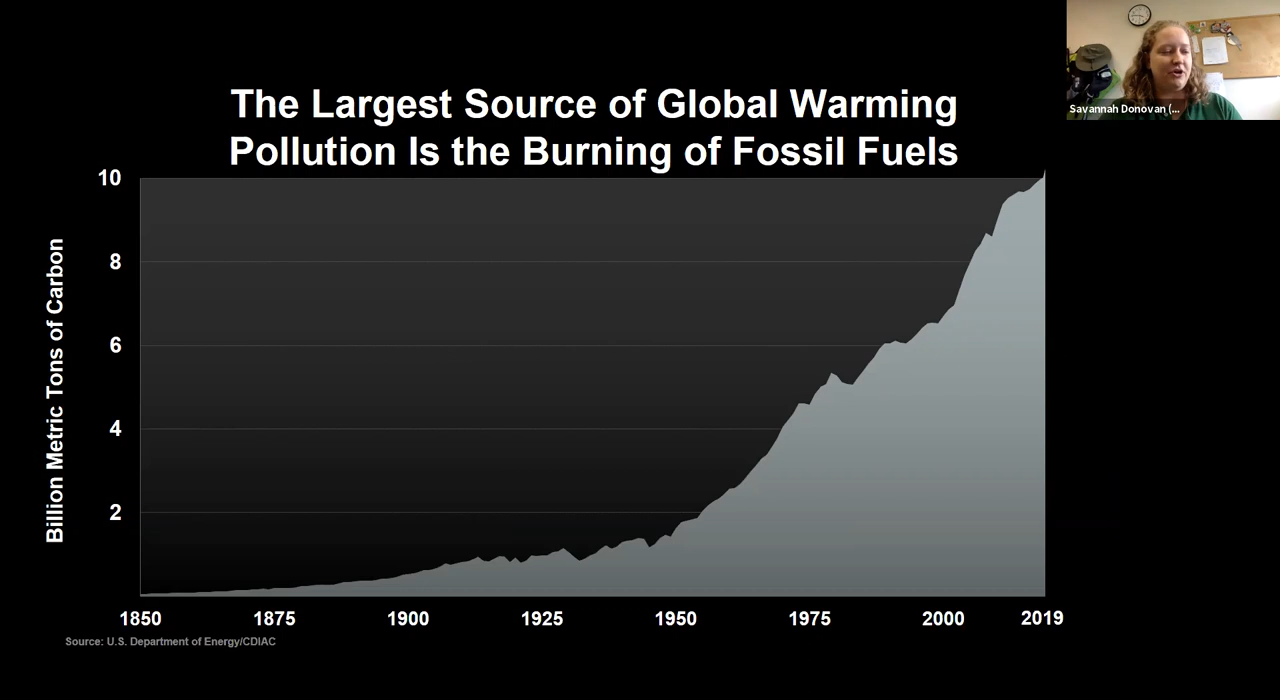 The Largest Source of Global Warming
Pollution Is the Burning of Fossil Fuels
Savannah Donovan (...
Billion Metric Tons of Carbon
10
8
6
4
2
1850 1875 1900 1925 1950 1975 2000 2019
Source: U.S. Department of Energy/CDIAC